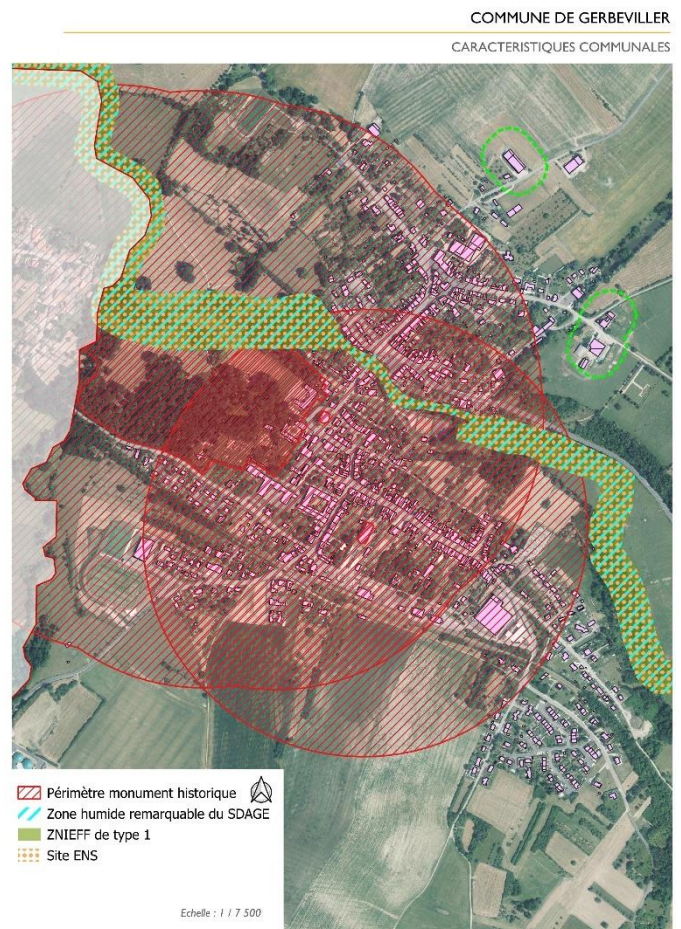 COMMUNE DE GERBEVILLER
CARACTERISTIQUES COMMUNALES
Périmètre monument historique
Zone humide remarquable du SDAGE
ZNIEFF de type 1
Site ENS
Echelle : 1 / 7 500